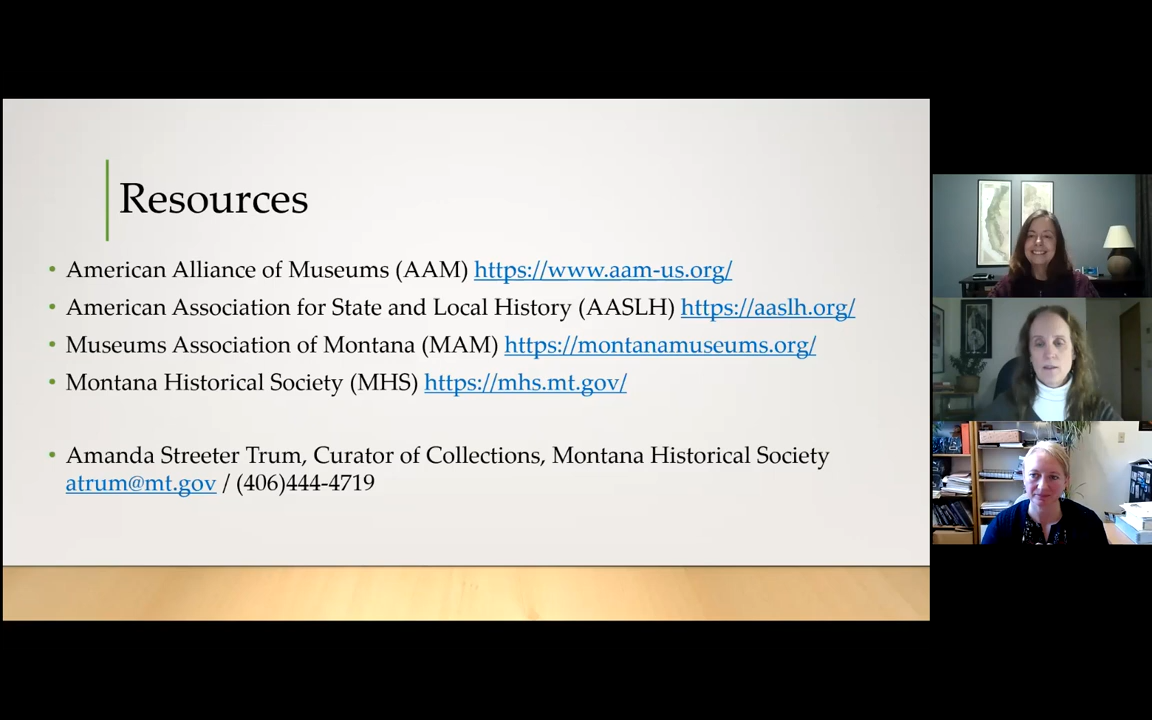 Resources
• American Alliance of Museums (AAM) https://www.aam-us.org/
• American Association for State and Local History (AASLH) https://aaslh.org/
• Museums Association of Montana (MAM) https://montanamuseums.org/
• Montana Historical Society (MHS) https://mhs.mt.gov/
• Amanda Streeter Trum, Curator of Collections, Montana Historical Society
atrum@mt.gov / (406)444-4719